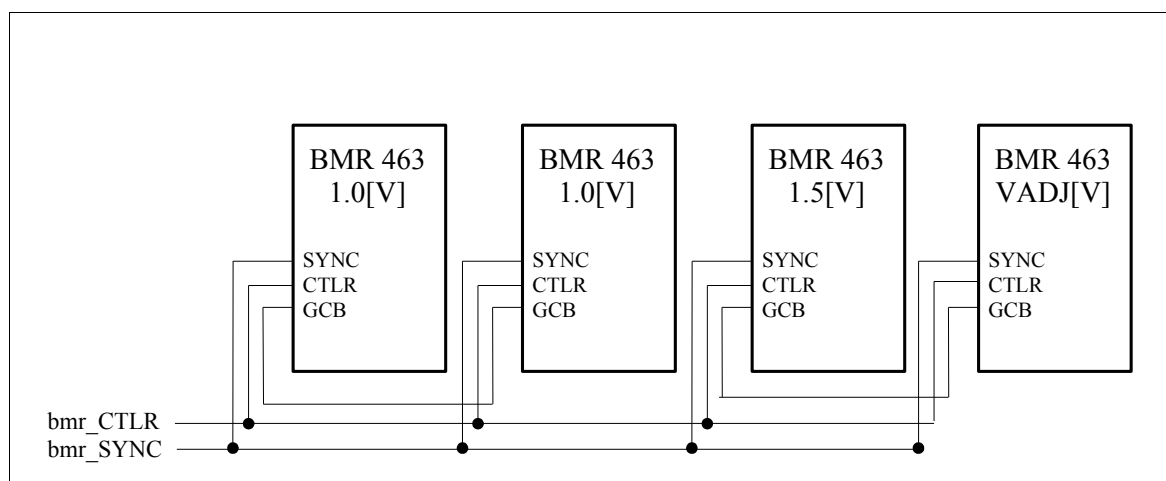 BMR 463
1.0[V]
SYNC
CTLR
GCB
BMR 463
1.0[V]
SYNC
CTLR
GCB
BMR 463
1.5[V]
SYNC
CTLR
GCB
BMR 463
VADJ[V]
SYNC
CTLR
GCB
bmr_CTLR
bmr_SYNC